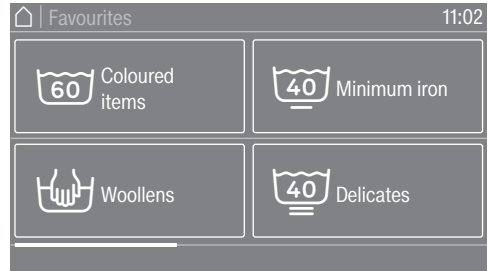 Favourites
11:02
60
Coloured
items
40
Minimum iron
Woollens
40
Delicates